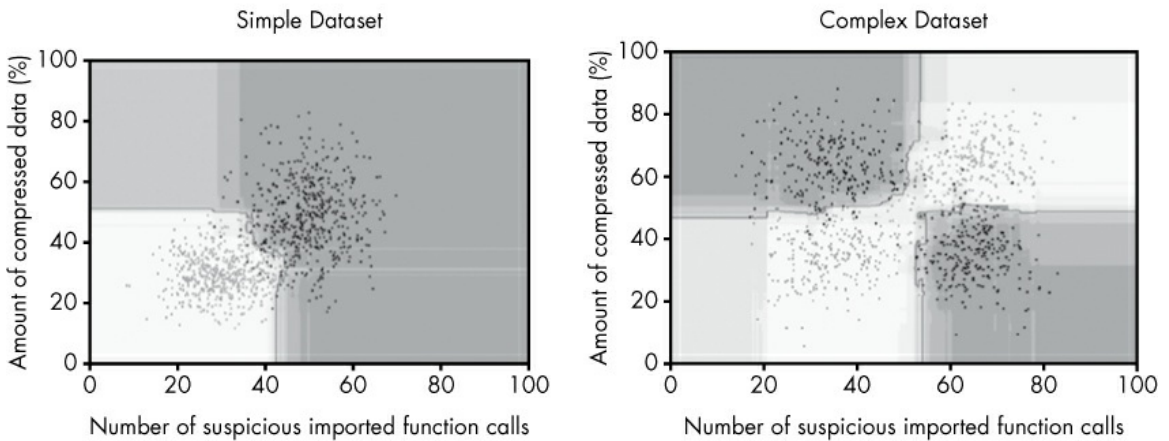 Simple Dataset
Amount of compressed data (%)
100
80
60
40
20
0
0 20 40 60 80 100
Number of suspicious imported function calls
Complex Dataset
Amount of compressed data (%)
100
80
60
40
20
0
0 20 40 60 80 100
Number of suspicious imported function calls